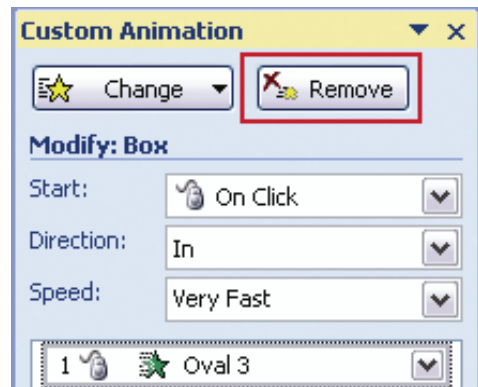 Custom Animation
Change Remove
Modify: Box
Start: On Click
Direction: In
Speed: Very Fast
1 Oval 3